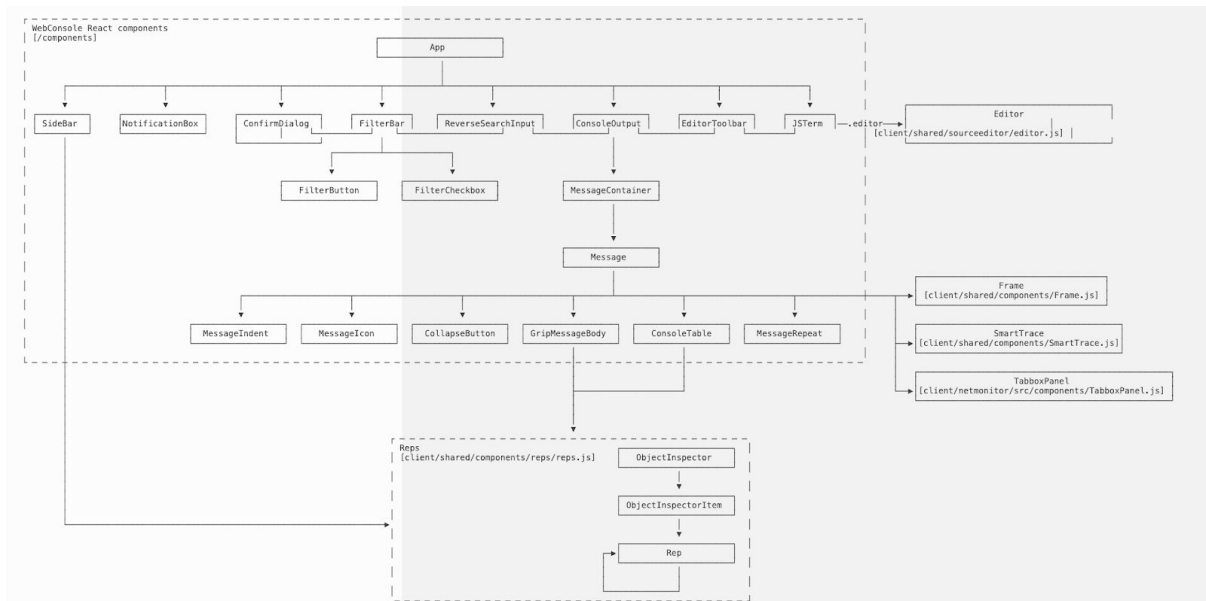 WebConsole React components
[/components]
App
SideBar
NotificationBox
ConfirmDialog
FilterBar
ReverseSearchInput
ConsoleOutput
EditorToolbar
JSTerm
.editor
Editor
[client/shared/sourceeditor/editor.js]
FilterButton
FilterCheckbox
MessageContainer
Message
Frame
[client/shared/components/Frame.js]
MessageIndent
MessageIcon
CollapseButton
GripMessageBody
ConsoleTable
MessageRepeat
SmartTrace
[client/shared/components/SmartTrace.js]
TabboxPanel
[client/netmonitor/src/components/TabboxPanel.js]
Reps
[client/shared/components/reps/reps.js]
ObjectInspector
ObjectInspectorItem
Rep